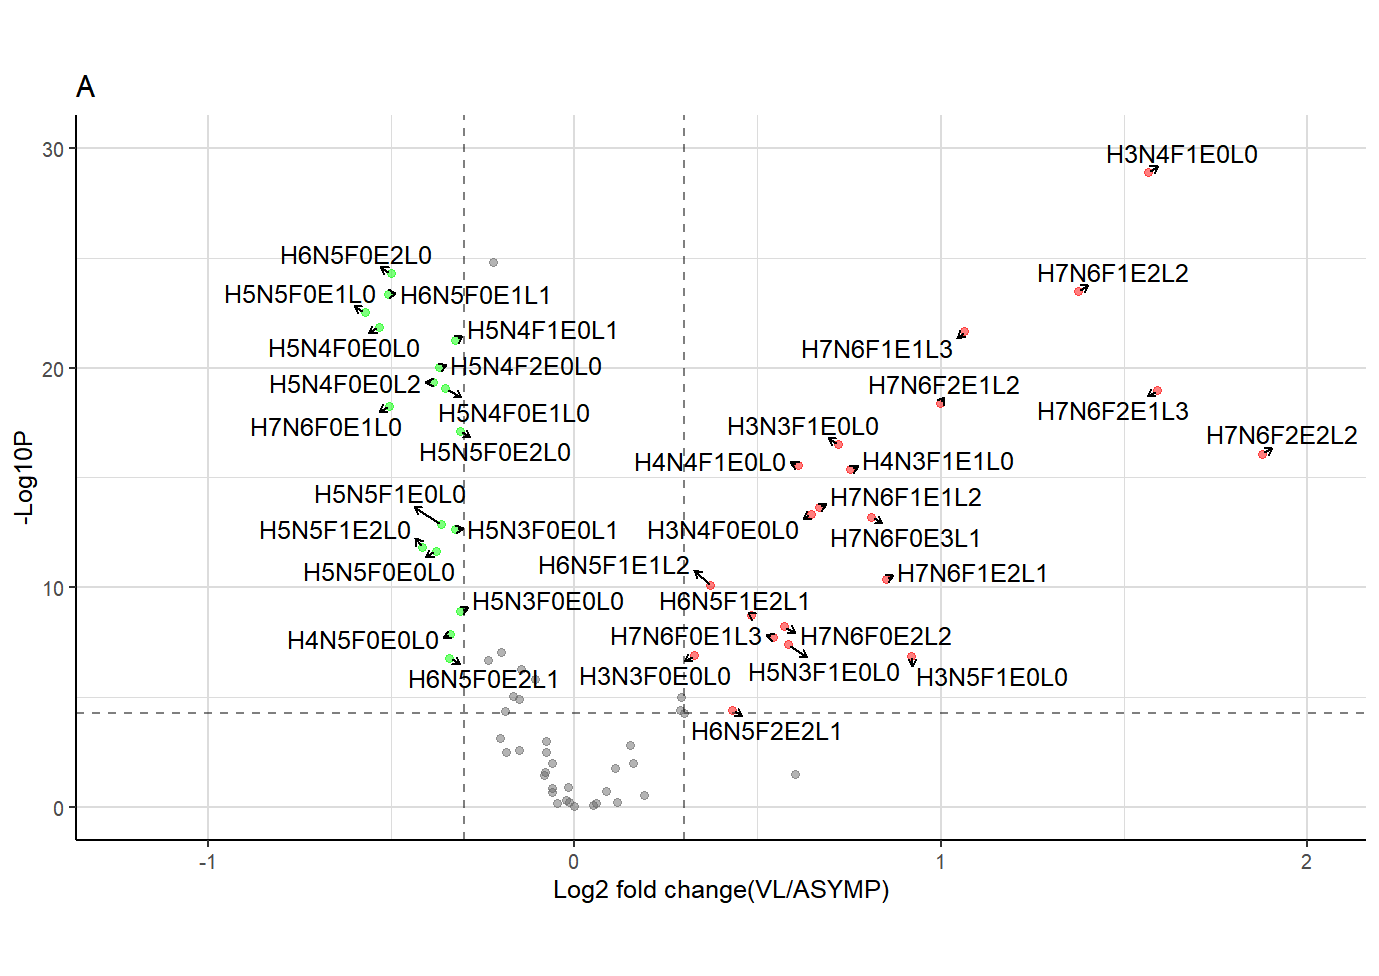 A
30
20
10
0
-Log10P
H3N4F1E0L0
H6N5F0E2L0
H7N6F1E2L2
H5N5F0E1L0
H6N5F0E1L1
H5N4F1E0L1
H5N4F0E0L0
H7N6F1E1L3
H5N4F2E0L0
H5N4F0E0L2
H7N6F2E1L2
H5N4F0E1L0
H7N6F2E1L3
H7N6F0E1L0
H3N3F1E0L0
H7N6F2E2L2
H5N5F0E2L0
H4N4F1E0L0
H4N3F1E1L0
H5N5F1E0L0
H7N6F1E1L2
H5N5F1E2L0
H5N3F0E0L1
H3N4F0E0L0
H7N6F0E3L1
H6N5F1E1L2
H5N5F0E0L0
H7N6F1E2L1
H5N3F0E0L0
H6N5F1E2L1
H4N5F0E0L0
H7N6F0E1L3
H7N6F0E2L2
H5N3F1E0L0
H6N5F0E2L1
H3N3F0E0L0
H3N5F1E0L0
H6N5F2E2L1
-1
0
1
2
Log2 fold change(VL/ASYMP)